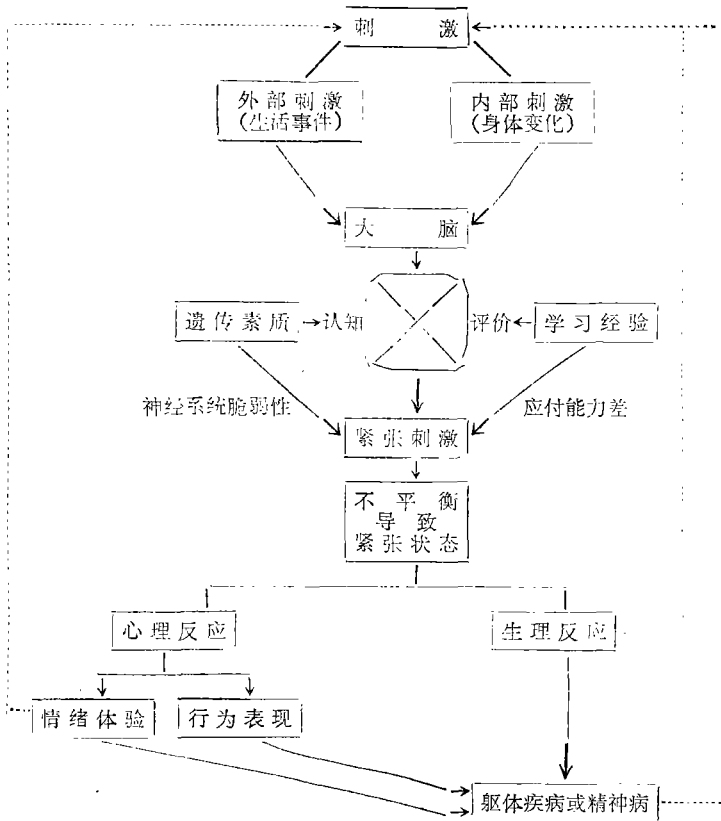 刺 激
外部刺激 内部刺激
(生活事件) (身体变化)
大 脑
遗传素质 认知 评价 学习经验
神经系统脆弱性 应付能力差
紧张刺激
不平衡
导致
紧张状态
心理反应 生理反应
情绪体验 行为表现
躯体疾病或精神病